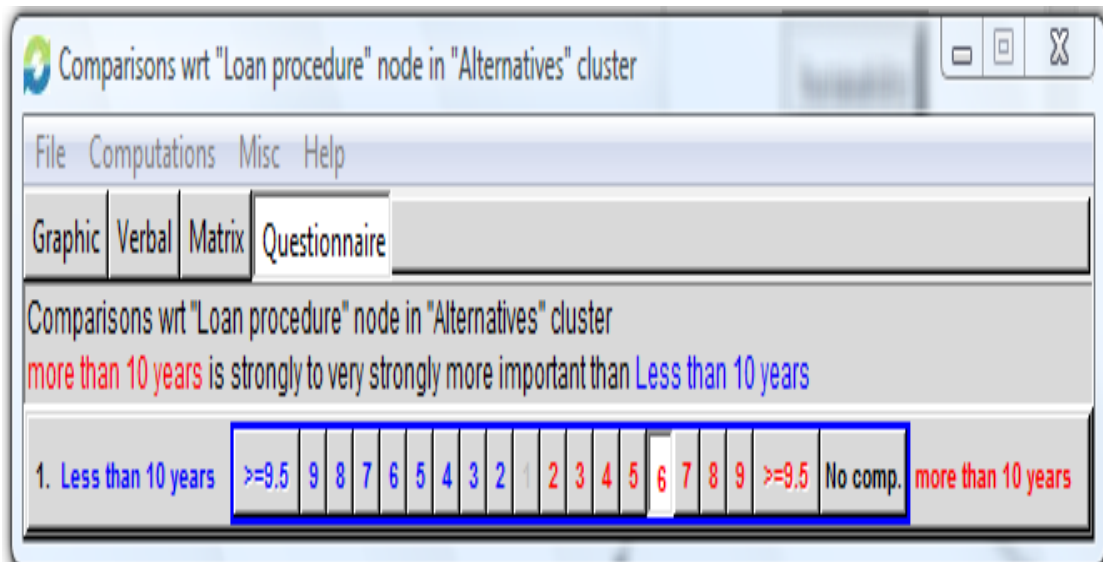 Comparisons wrt "Loan procedure" node in "Alternatives" cluster
File Computations Misc Help
Graphic Verbal Matrix Questionnaire
Comparisons wrt "Loan procedure" node in "Alternatives" cluster
more than 10 years is strongly to very strongly more important than Less than 10 years
1. Less than 10 years >=9.5 9 8 7 6 5 4 3 2 1 2 3 4 5 6 7 8 9 >=9.5 No comp. more than 10 years